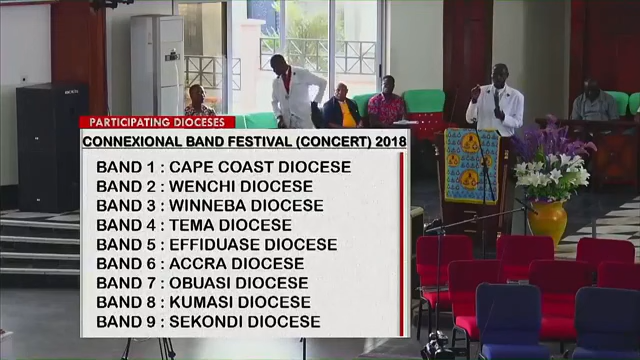 PARTICIPATING DIOCESES
CONNEXIONAL BAND FESTIVAL (CONCERT) 2018
BAND 1 : CAPE COAST DIOCESE
BAND 2 : WENCHI DIOCESE
BAND 3 : WINNEBA DIOCESE
BAND 4 : TEMA DIOCESE
BAND 5 : EFFIDUASE DIOCESE
BAND 6 : ACCRA DIOCESE
BAND 7 : OBUASI DIOCESE
BAND 8 : KUMASI DIOCESE
BAND 9 : SEKONDI DIOCESE